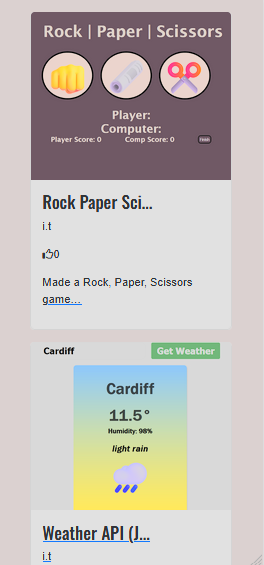 Rock | Paper | Scissors
Player:
Computer:
Player Score: 0 Comp Score: 0
Rock Paper Sci...
i.t
0
Made a Rock, Paper, Scissors
game...
Cardiff Get Weather
Cardiff
11.5°
Humidity: 98%
light rain
Weather API (J...
i.t